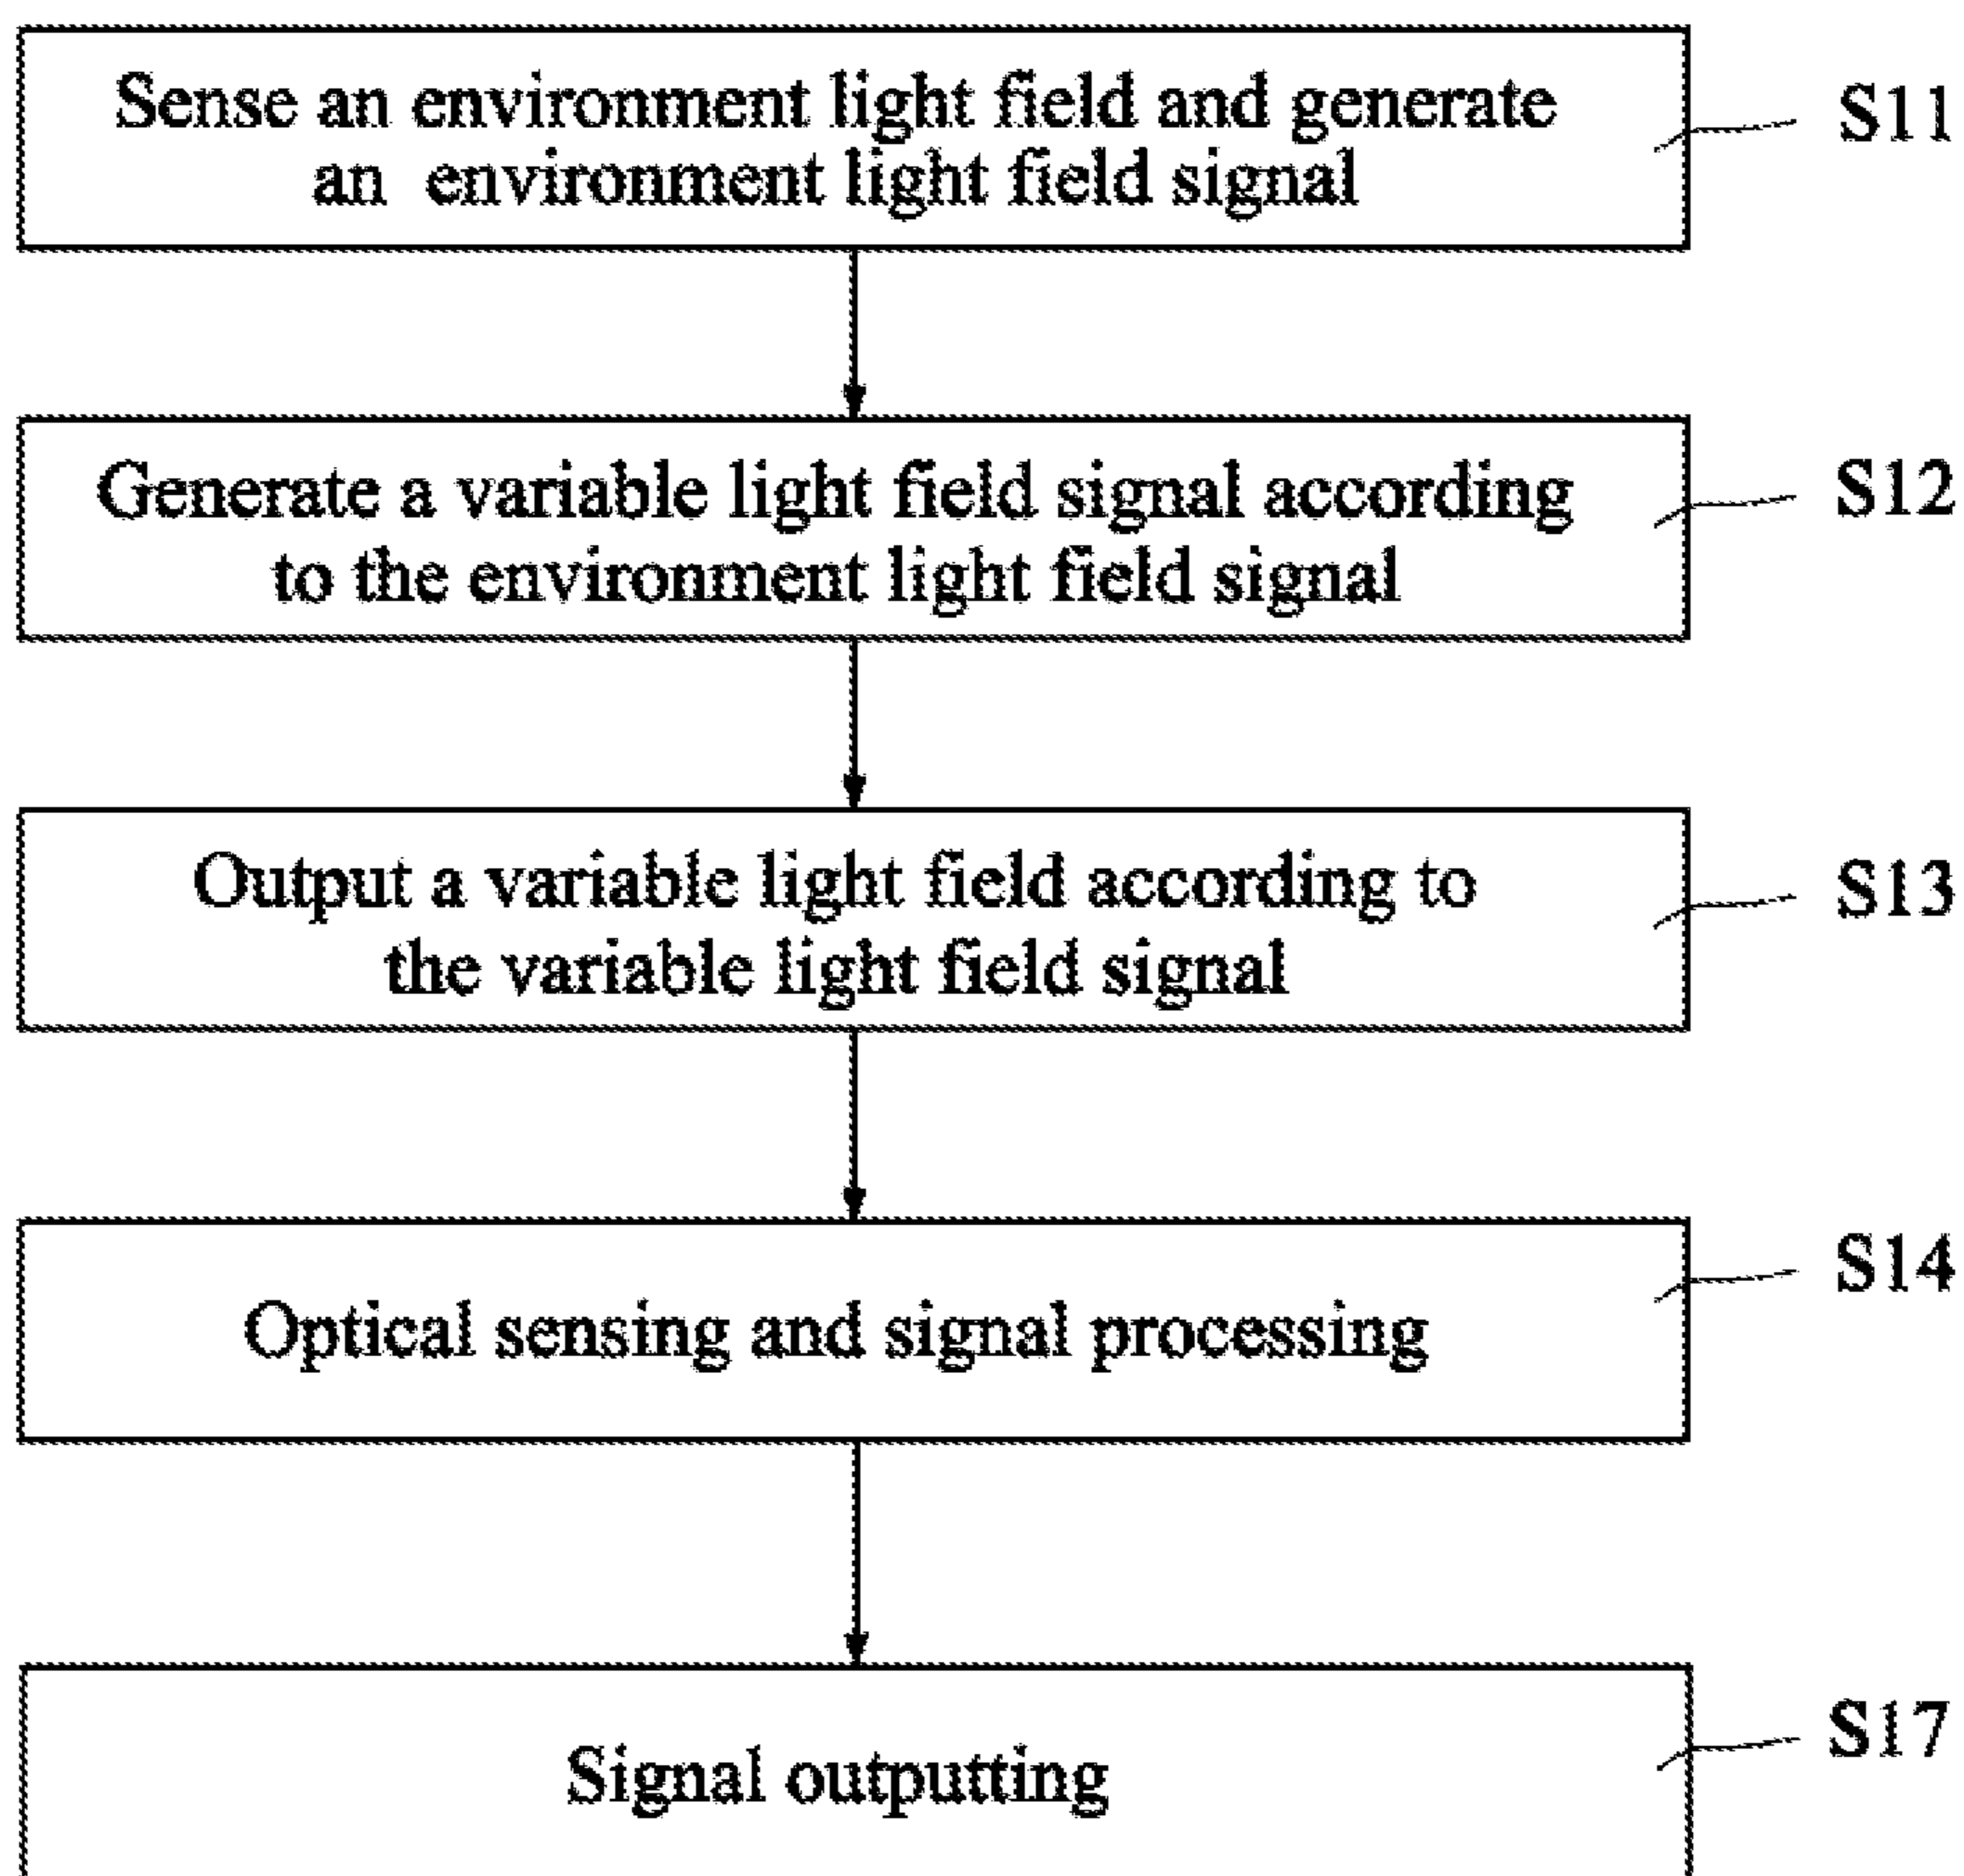 Sense an environment light field and generate
an environment light field signal
S11
Generate a variable light field signal according
to the environment light field signal
S12
Output a variable light field according to
the variable light field signal
S13
Optical sensing and signal processing
S14
Signal outputting
S17